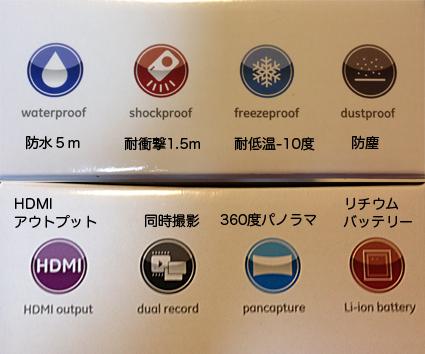 waterproof shockproof freezeproof dustproof
防水５ｍ 耐衝撃1.5m 耐低温-10度 防塵
HDMI リチウム
アウトプット 同時撮影 360度パノラマ バッテリー
HDMI
HDMI output dual record pancapture Li-ion battery